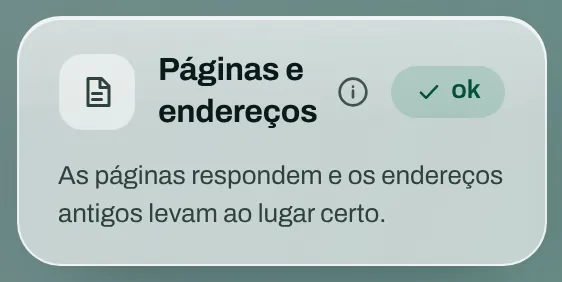 Páginas e
endereços
ok
As páginas respondem e os endereços
antigos levam ao lugar certo.